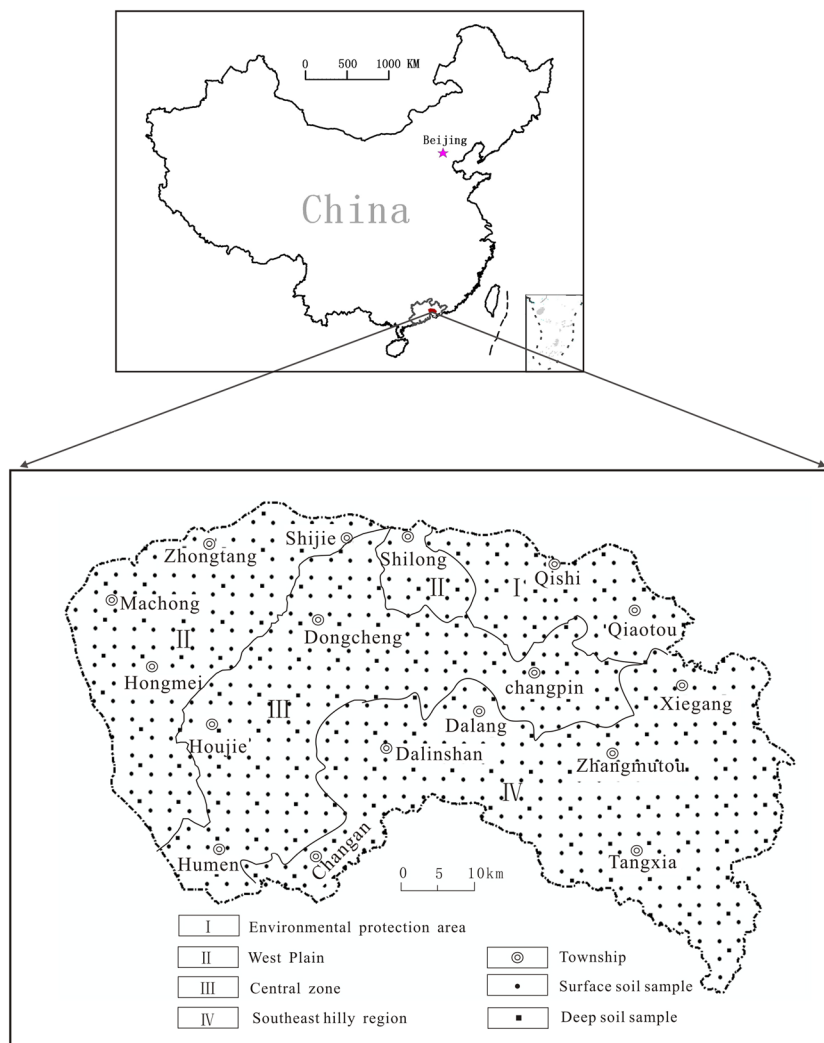 0 500 1000 KM
Beijing
China
Shijie
Shilong
Zhongtang
Qishi
I
II
Machong
Qiaotou
Dongcheng
II
Hongmei
changpin
Xiegang
III
Dalang
Houjie
Dalinshan
Zhangmutou
IV
Changan
Humen
Tangxia
0 5 10km
I Environmental protection area
II West Plain
Township
III Central zone
Surface soil sample
IV Southeast hilly region
Deep soil sample